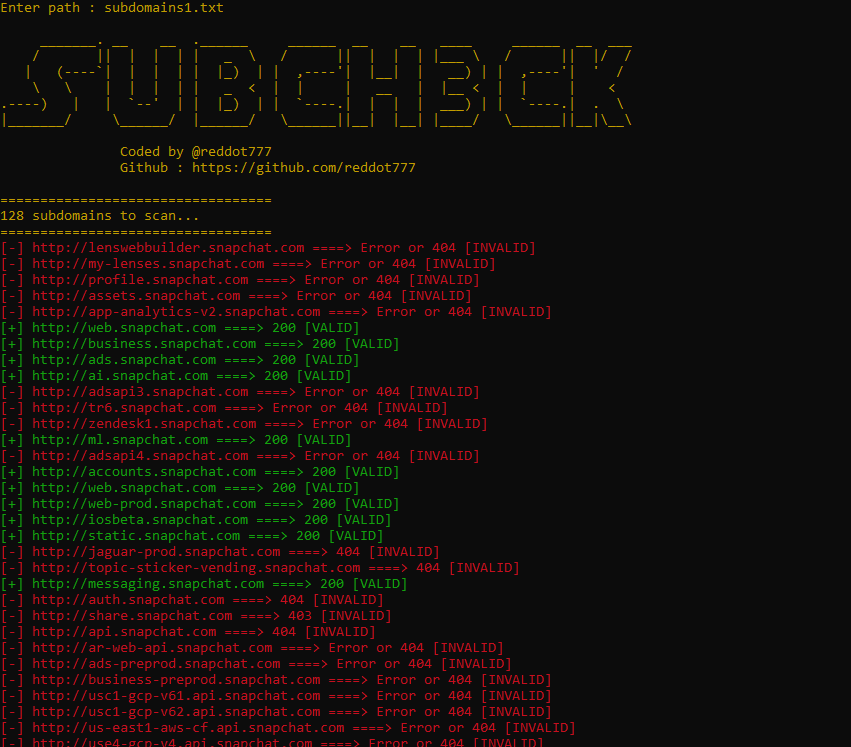 Enter path : subdomains1.txt
SUBCHBCK
Coded by @reddot777
Github : https://github.com/reddot777
==================================
128 subdomains to scan...
==================================
[-] http://lenswebbuilder.snapchat.com ====> Error or 404 [INVALID]
[-] http://my-lenses.snapchat.com ====> Error or 404 [INVALID]
[-] http://profile.snapchat.com ====> Error or 404 [INVALID]
[-] http://assets.snapchat.com ====> Error or 404 [INVALID]
[-] http://app-analytics-v2.snapchat.com ====> Error or 404 [INVALID]
[+] http://web.snapchat.com ====> 200 [VALID]
[+] http://business.snapchat.com ====> 200 [VALID]
[+] http://ads.snapchat.com ====> 200 [VALID]
[+] http://ai.snapchat.com ====> 200 [VALID]
[-] http://adsapi3.snapchat.com ====> Error or 404 [INVALID]
[-] http://tr6.snapchat.com ====> Error or 404 [INVALID]
[-] http://zendesk1.snapchat.com ====> Error or 404 [INVALID]
[+] http://ml.snapchat.com ====> 200 [VALID]
[-] http://adsapi4.snapchat.com ====> Error or 404 [INVALID]
[+] http://accounts.snapchat.com ====> 200 [VALID]
[+] http://web.snapchat.com ====> 200 [VALID]
[+] http://web-prod.snapchat.com ====> 200 [VALID]
[+] http://iosbeta.snapchat.com ====> 200 [VALID]
[+] http://static.snapchat.com ====> 200 [VALID]
[-] http://jaguar-prod.snapchat.com ====> 404 [INVALID]
[-] http://topic-sticker-vending.snapchat.com ====> 404 [INVALID]
[+] http://messaging.snapchat.com ====> 200 [VALID]
[-] http://auth.snapchat.com ====> 404 [INVALID]
[-] http://share.snapchat.com ====> 403 [INVALID]
[-] http://api.snapchat.com ====> 404 [INVALID]
[-] http://ar-web-api.snapchat.com ====> Error or 404 [INVALID]
[-] http://ads-preprod.snapchat.com ====> Error or 404 [INVALID]
[-] http://business-preprod.snapchat.com ====> Error or 404 [INVALID]
[-] http://usc1-gcp-v61.api.snapchat.com ====> Error or 404 [INVALID]
[-] http://usc1-gcp-v62.api.snapchat.com ====> Error or 404 [INVALID]
[-] http://us-east1-aws-cf.api.snapchat.com ====> Error or 404 [INVALID]
[-] http://use4-gcp-v4.api.snapchat.com ====> Error or 404 [INVALID]